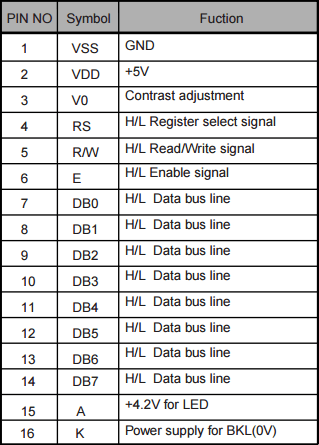 PIN NO Symbol Fuction
1 VSS GND
2 VDD +5V
3 V0 Contrast adjustment
4 RS H/L Register select signal
5 R/W H/L Read/Write signal
6 E H/L Enable signal
7 DB0 H/L Data bus line
8 DB1 H/L Data bus line
9 DB2 H/L Data bus line
10 DB3 H/L Data bus line
11 DB4 H/L Data bus line
12 DB5 H/L Data bus line
13 DB6 H/L Data bus line
14 DB7 H/L Data bus line
15 A +4.2V for LED
16 K Power supply for BKL(0V)